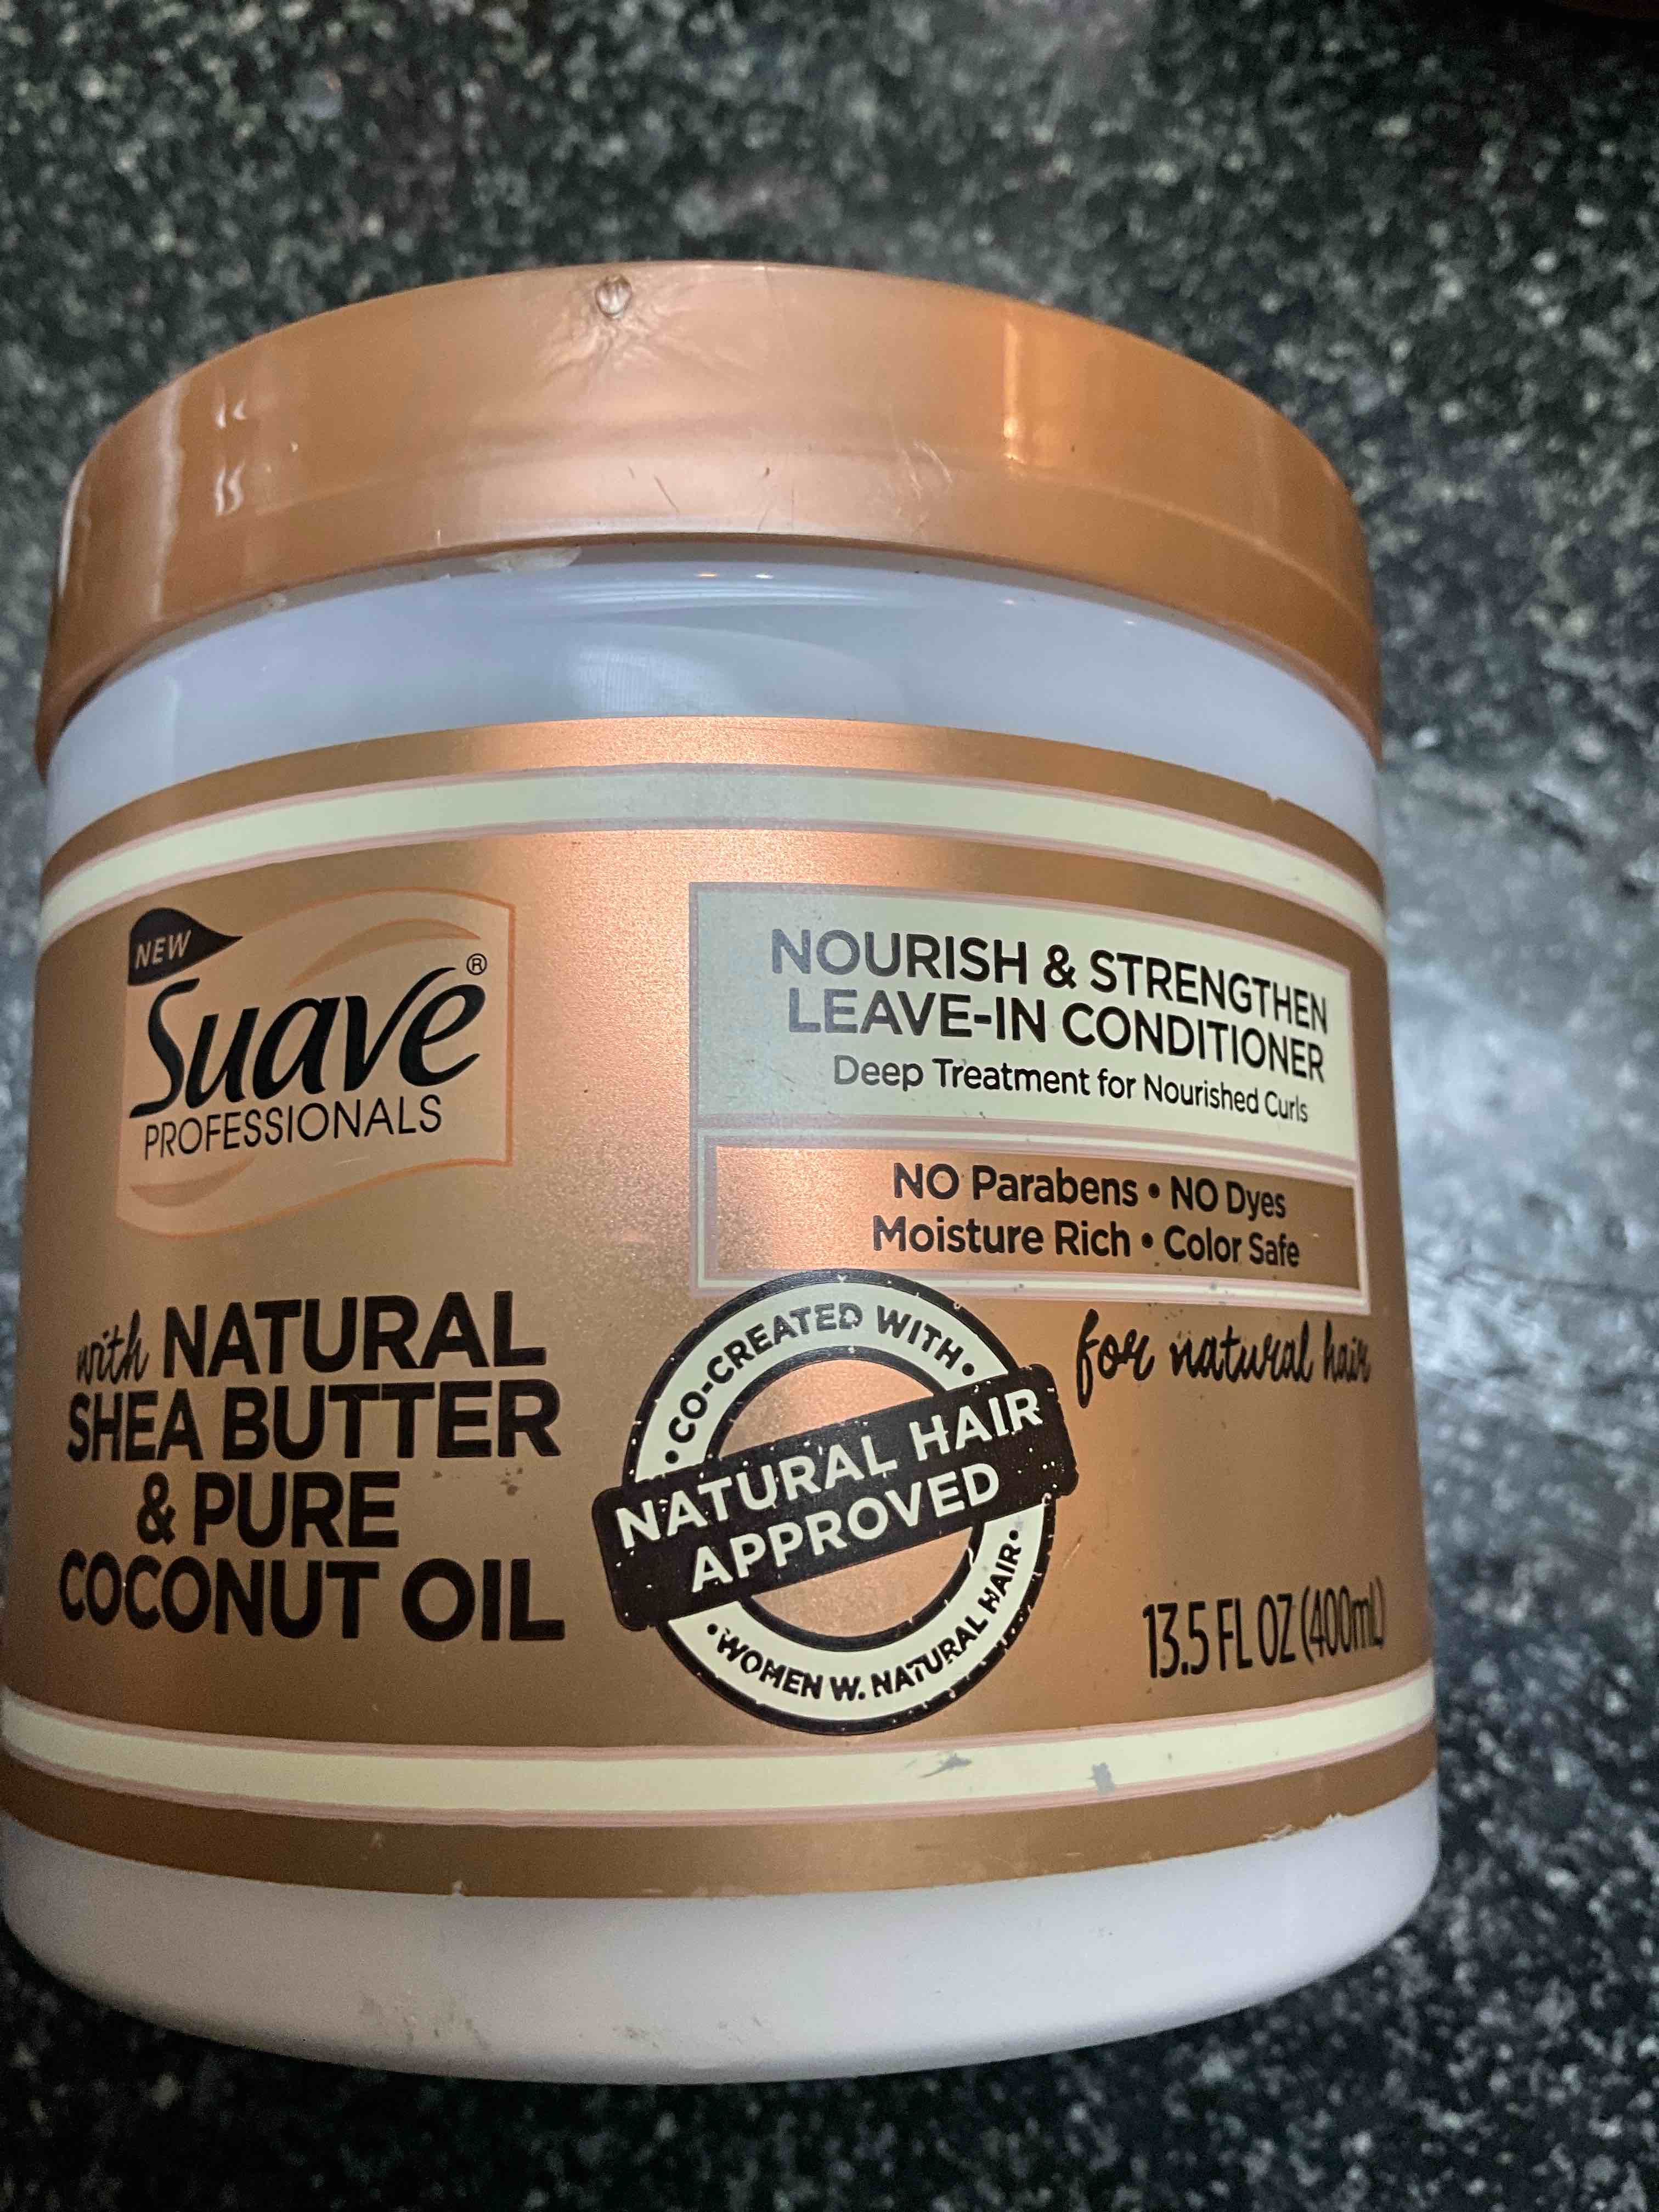 NEW
Suave®
PROFESSIONALS
with NATURAL
SHEA BUTTER
& PURE
COCONUT OIL
NOURISH & STRENGTHEN
LEAVE-IN CONDITIONER
Deep Treatment for Nourished Curls
NO Parabens • NO Dyes
Moisture Rich • Color Safe
for natural hair
•CO-CREATED WITH•
NATURAL HAIR
APPROVED
•WOMEN W. NATURAL HAIR•
13.5 FL OZ (400mL)